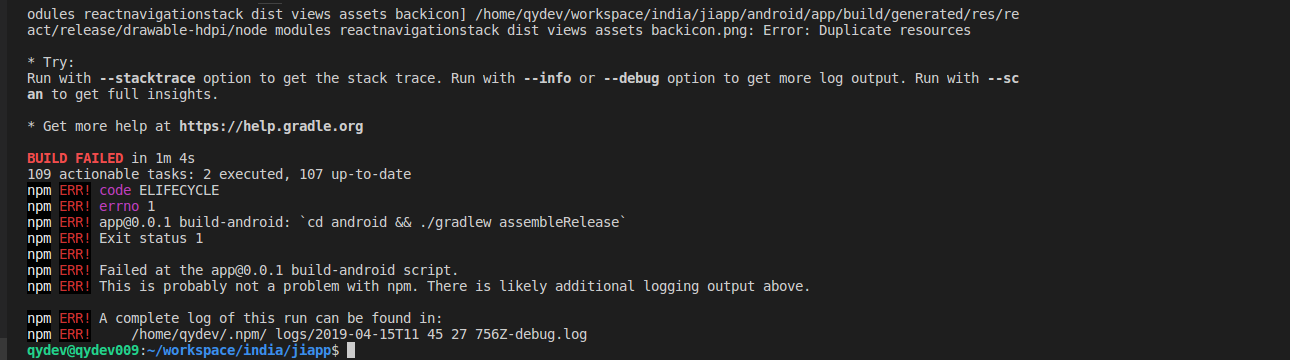 odules reactnavigationstack dist views assets backicon] /home/qydev/workspace/india/jiapp/android/app/build/generated/res/re
act/release/drawable-hdpi/node modules reactnavigationstack dist views assets backicon.png: Error: Duplicate resources
* Try:
Run with --stacktrace option to get the stack trace. Run with --info or --debug option to get more log output. Run with --sc
an to get full insights.
* Get more help at https://help.gradle.org
BUILD FAILED in 1m 4s
109 actionable tasks: 2 executed, 107 up-to-date
npm ERR! code ELIFECYCLE
npm ERR! errno 1
npm ERR! app@0.0.1 build-android: `cd android && ./gradlew assembleRelease`
npm ERR! Exit status 1
npm ERR!
npm ERR! Failed at the app@0.0.1 build-android script.
npm ERR! This is probably not a problem with npm. There is likely additional logging output above.
npm ERR! A complete log of this run can be found in:
npm ERR!     /home/qydev/.npm/ logs/2019-04-15T11 45 27 756Z-debug.log
qydev@qydev009:~/workspace/india/jiapp$